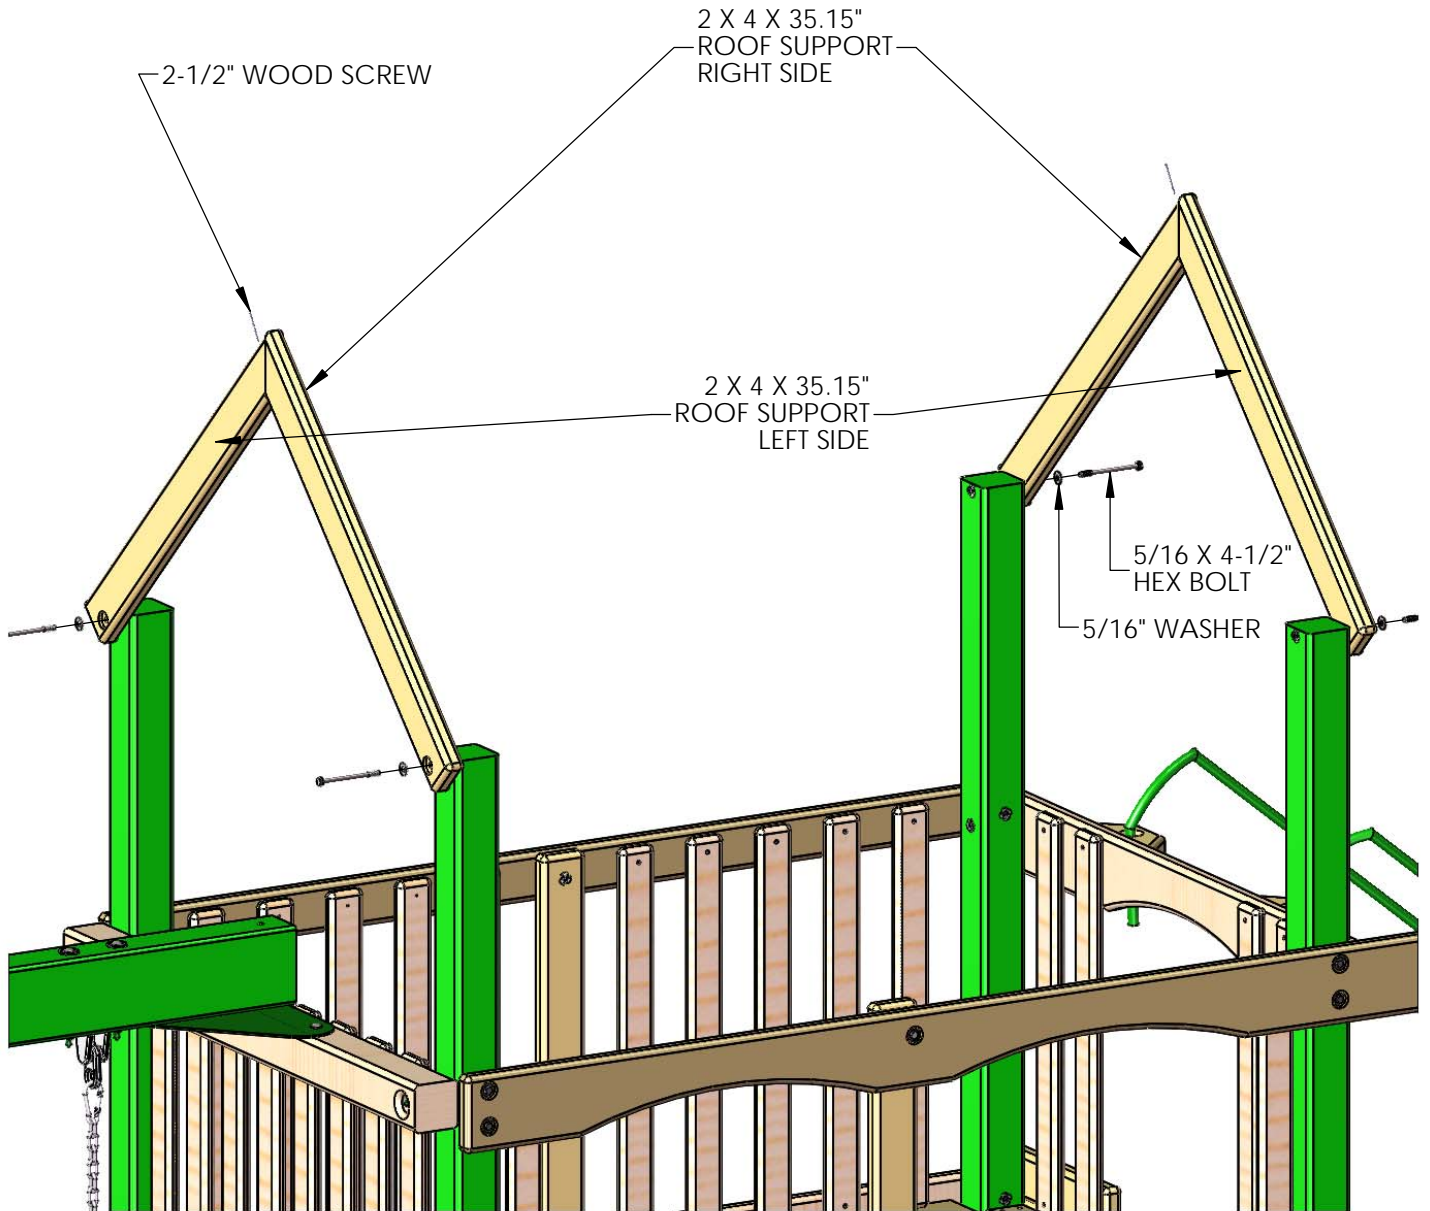 2 X 4 X 35.15"
ROOF SUPPORT
RIGHT SIDE
2-1/2" WOOD SCREW
2 X 4 X 35.15"
ROOF SUPPORT
LEFT SIDE
5/16 X 4-1/2"
HEX BOLT
5/16" WASHER